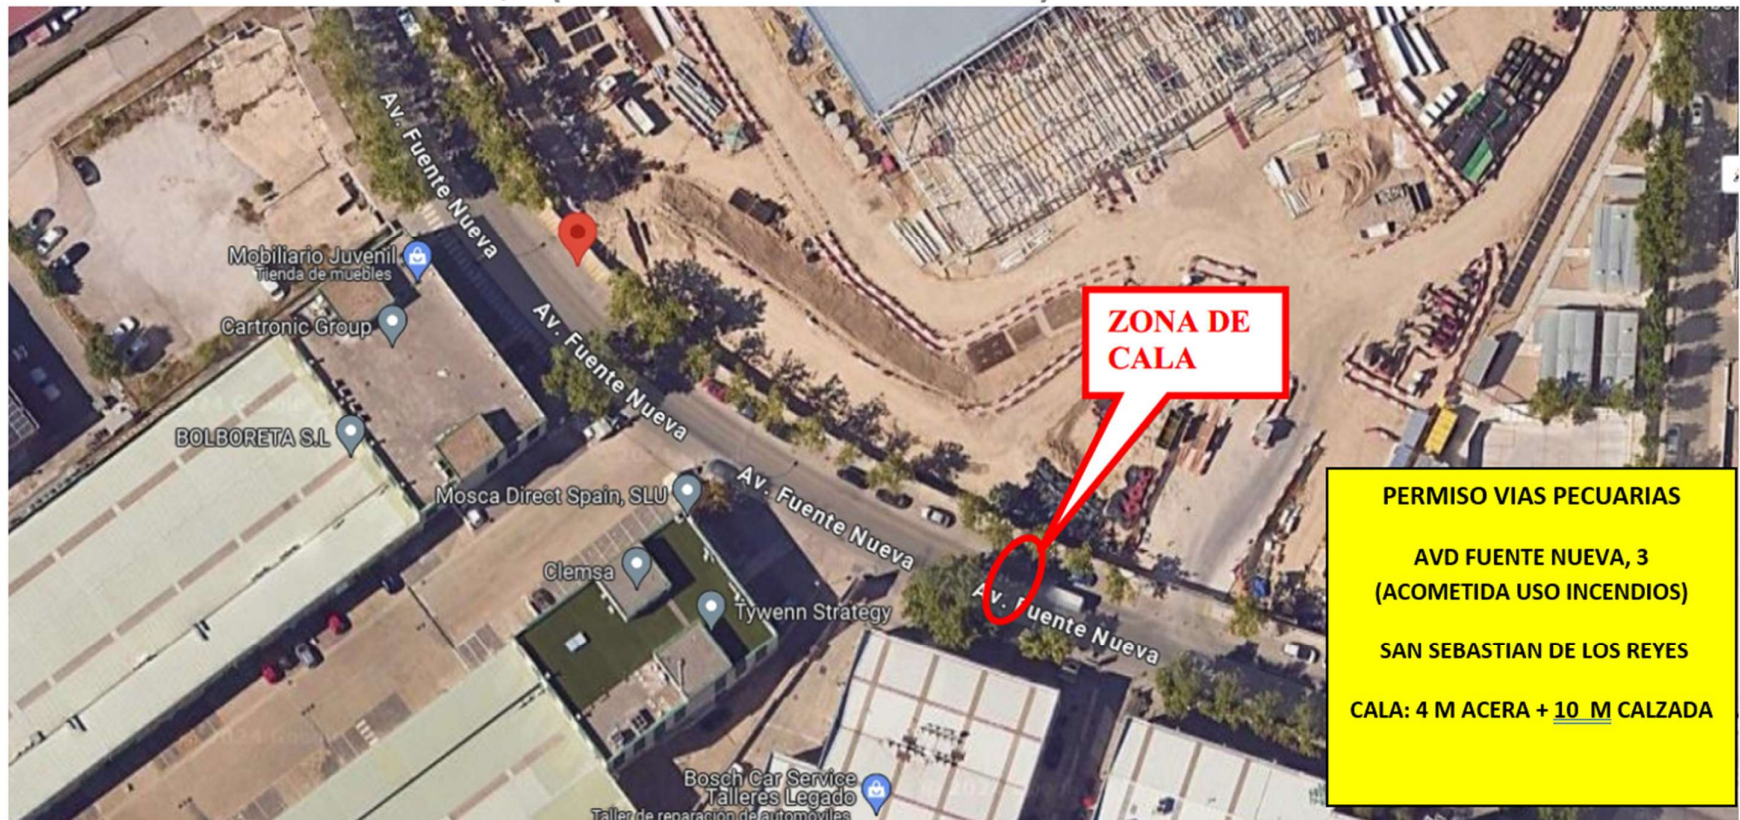 Av. Fuente Nueva
Mobiliario Juvenil
Tienda de muebles
Cartronic Group
Av. Fuente Nueva
ZONA DE
CALA
BOLBORETA S.L
Mosca Direct Spain, SLU
Av. Fuente Nueva
Clemsa
Av. Fuente Nueva
Tywenn Strategy
PERMISO VIAS PECUARIAS
AVD FUENTE NUEVA, 3
(ACOMETIDA USO INCENDIOS)
SAN SEBASTIAN DE LOS REYES
CALA: 4 M ACERA + 10 M CALZADA
Bosch Car Service
Talleres Legado
Taller de reparación de automóviles